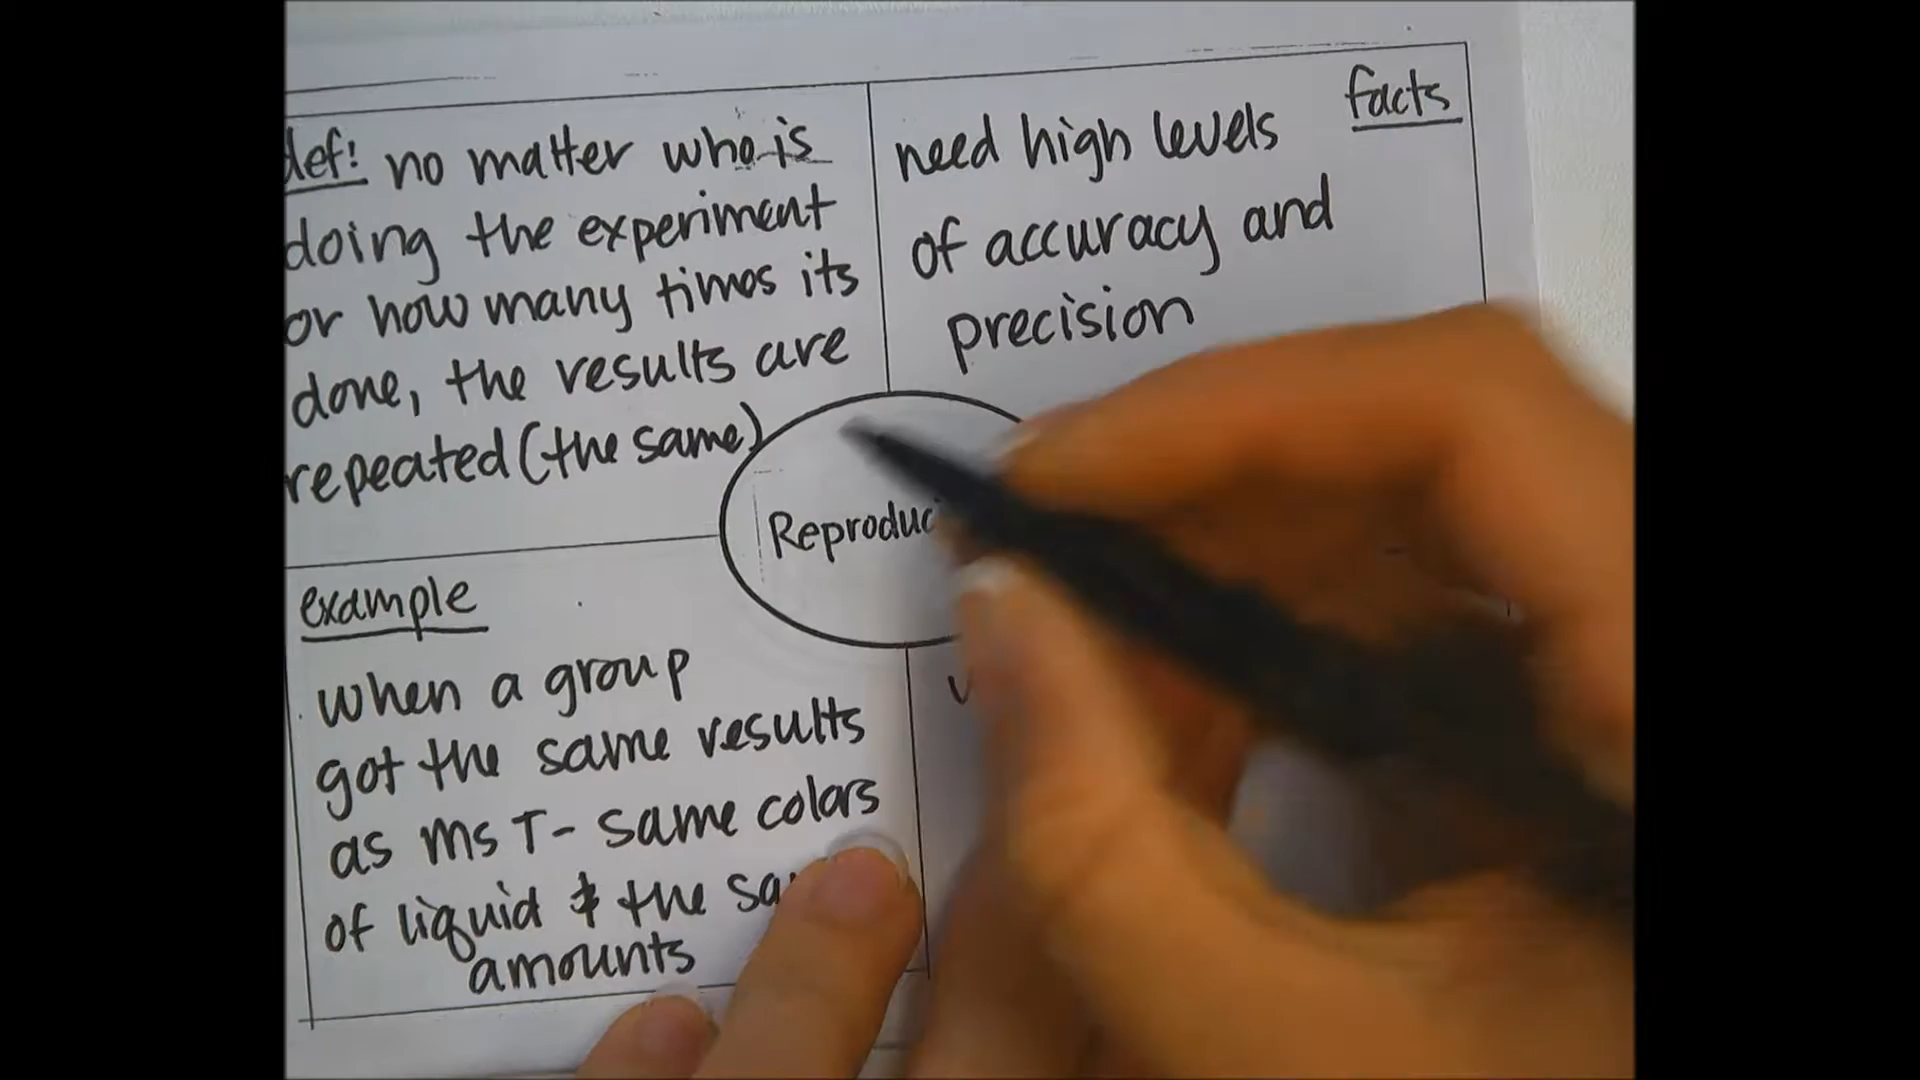 def: no matter who is
doing the experiment
or how many times its
done, the results are
repeated (the same)
facts
need high levels
of accuracy and
precision
example
when a group
got the same results
as Ms T- same colors
of liquid & the
amounts